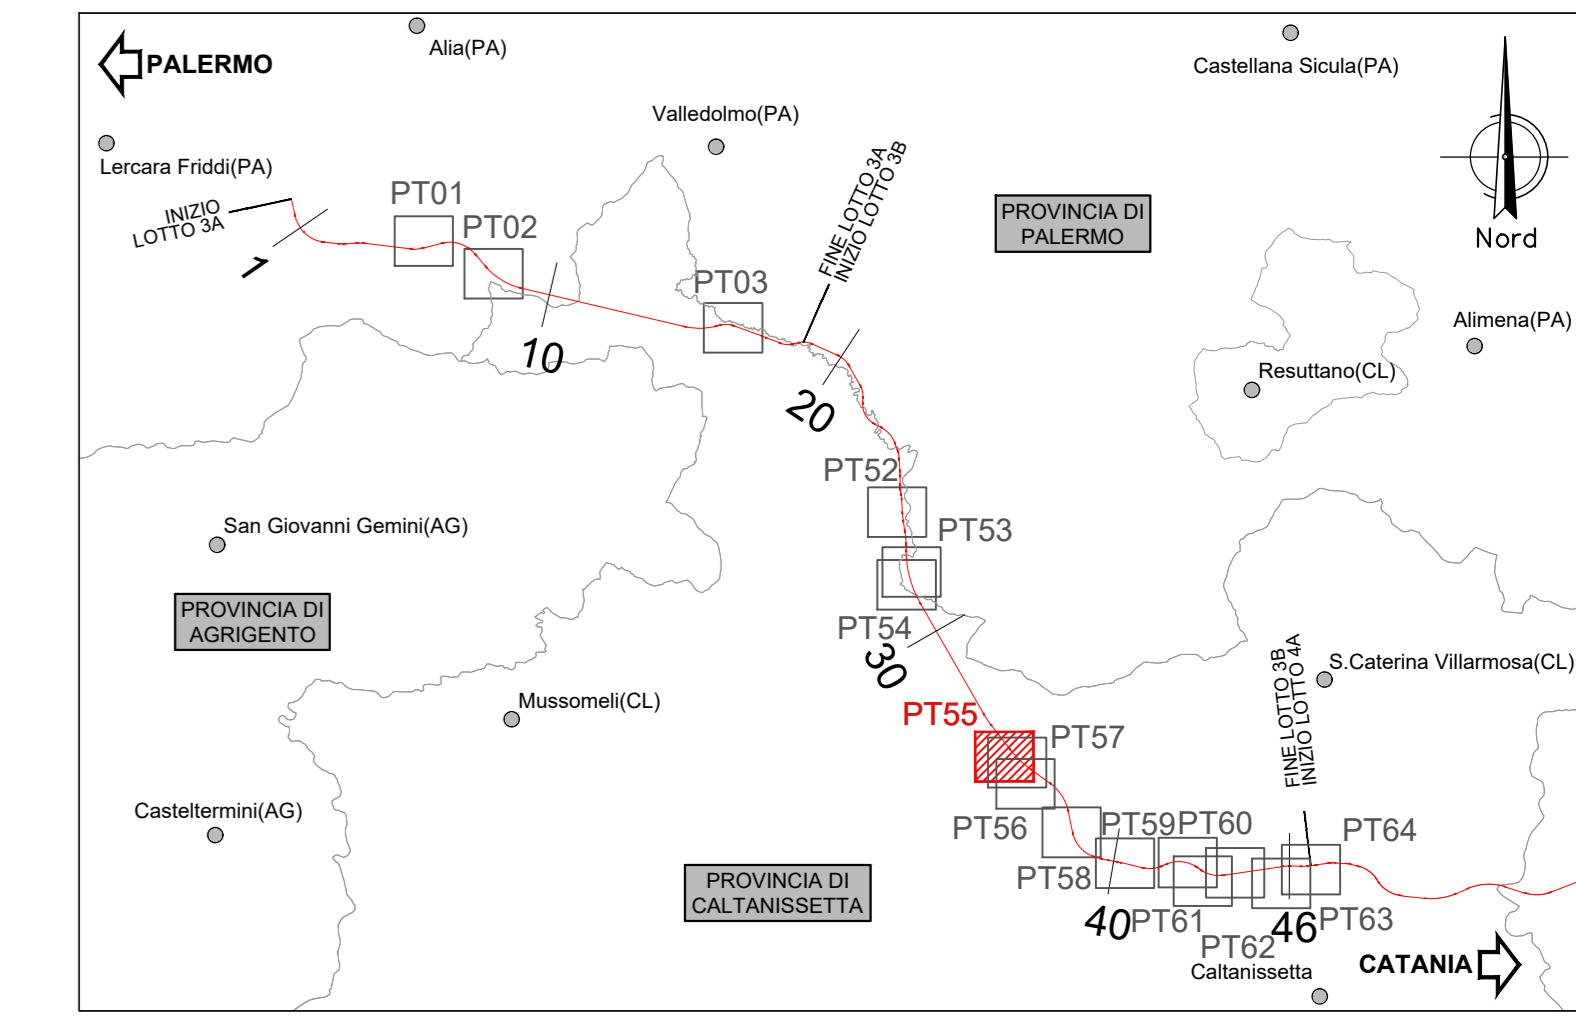 Alia(PA)
PALERMO
Castellana Sicula(PA)
Valledolmo(PA)
Lercara Friddi(PA)
INIZIO
LOTTO 3A
PT01
PT02
FINE LOTTO 3A
INIZIO LOTTO 3B
PROVINCIA DI
PALERMO
Nord
1
PT03
10
20
Alimena(PA)
Resuttano(CL)
PT52
San Giovanni Gemini(AG)
PT53
PROVINCIA DI
AGRIGENTO
PT54
30
FINE LOTTO 3B
INIZIO LOTTO 4A
S.Caterina Villarmosa(CL)
Mussomeli(CL)
PT55
PT57
Casteltermini(AG)
PT56
PT59
PT60
PT64
PT58
PROVINCIA DI
CALTANISSETTA
40
PT61
46
PT63
PT62
Caltanissetta
CATANIA